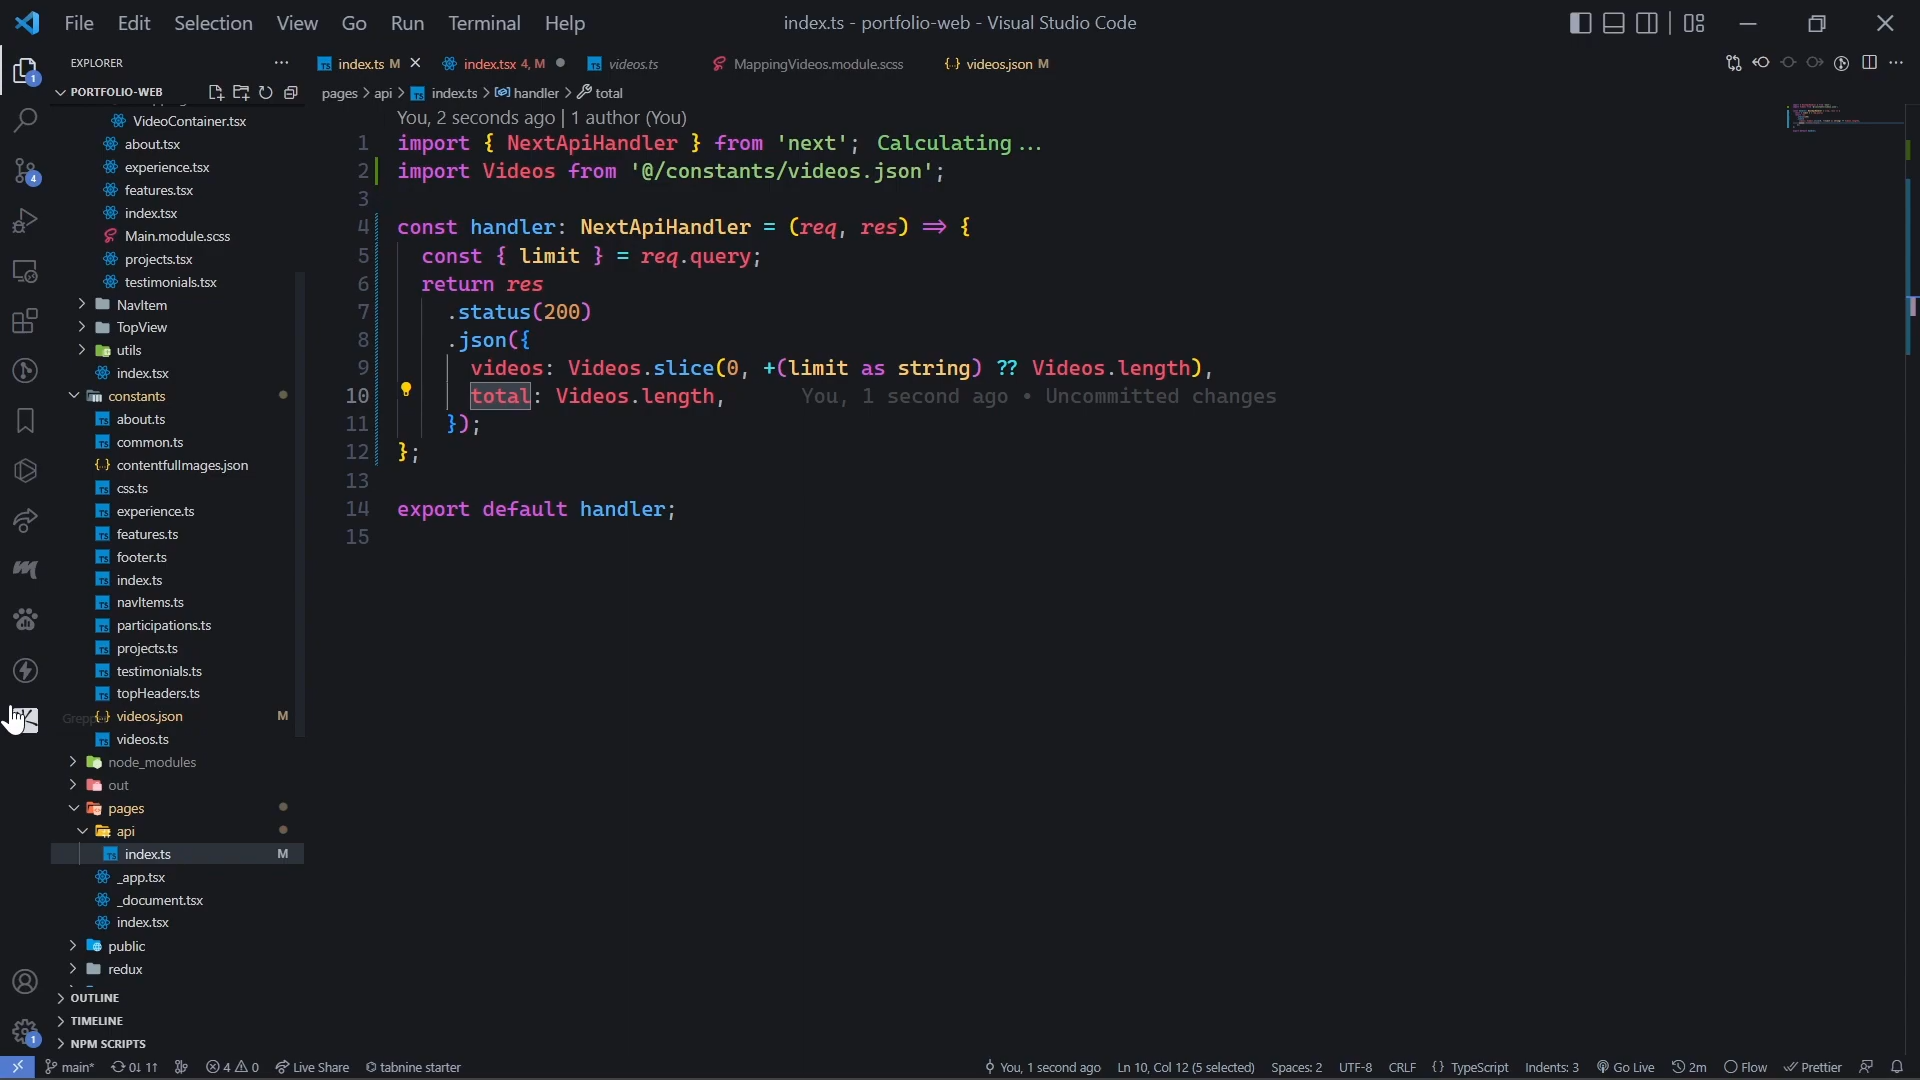 File Edit Selection View Go Run Terminal Help
index.ts - portfolio-web - Visual Studio Code
EXPLORER
PORTFOLIO-WEB
VideoContainer.tsx
about.tsx
experience.tsx
features.tsx
index.tsx
Main.module.scss
projects.tsx
testimonials.tsx
NavItem
TopView
utils
index.tsx
constants
about.ts
common.ts
contentfulImages.json
css.ts
experience.ts
features.ts
footer.ts
index.ts
navItems.ts
participations.ts
projects.ts
testimonials.ts
topHeaders.ts
videos.json M
videos.ts
node_modules
out
pages
api
index.ts M
_app.tsx
_document.tsx
index.tsx
public
redux
OUTLINE
TIMELINE
NPM SCRIPTS
1
4
1
index.ts M
index.tsx 4, M
videos.ts
MappingVideos.module.scss
videos.json M
pages > api > index.ts > handler > total
You, 2 seconds ago | 1 author (You)
1 import { NextApiHandler } from 'next'; Calculating…
2 import Videos from '@/constants/videos.json';
3
4 const handler: NextApiHandler = (req, res) => {
5 const { limit } = req.query;
6 return res
7 .status(200)
8 .json({
9 videos: Videos.slice(0, +(limit as string) ?? Videos.length),
10 total: Videos.length, You, 1 second ago • Uncommitted changes
11 });
12 };
13
14 export default handler;
15
main* 0↓ 1↑ 4 0 Live Share tabnine starter
You, 1 second ago Ln 10, Col 12 (5 selected) Spaces: 2 UTF-8 CRLF {} TypeScript Indents: 3 Go Live 2m Flow Prettier